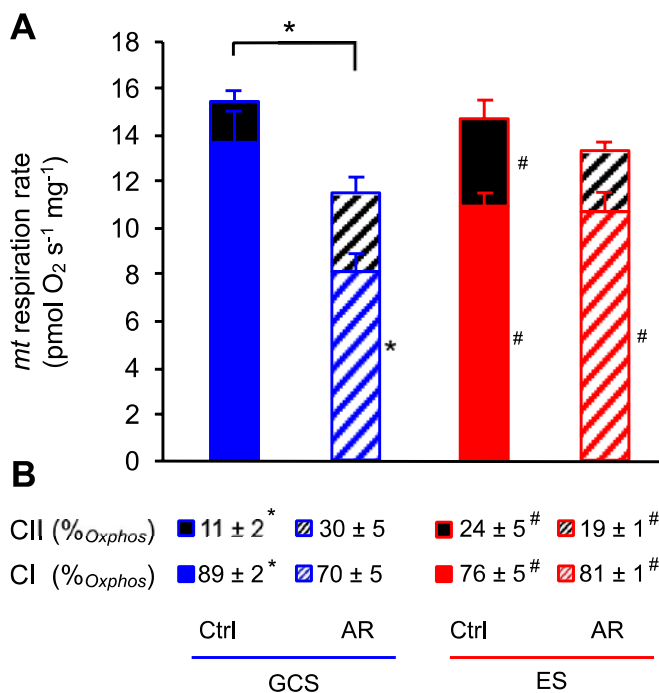 A
*
18
16
14
12
10
8
6
4
2
0
mt respiration rate
(pmol O₂ s⁻¹ mg⁻¹)
*
#
#
#
B
CII (%Oxphos) 11 ± 2* 30 ± 5 24 ± 5# 19 ± 1#
CI (%Oxphos) 89 ± 2* 70 ± 5 76 ± 5# 81 ± 1#
Ctrl AR Ctrl AR
GCS ES